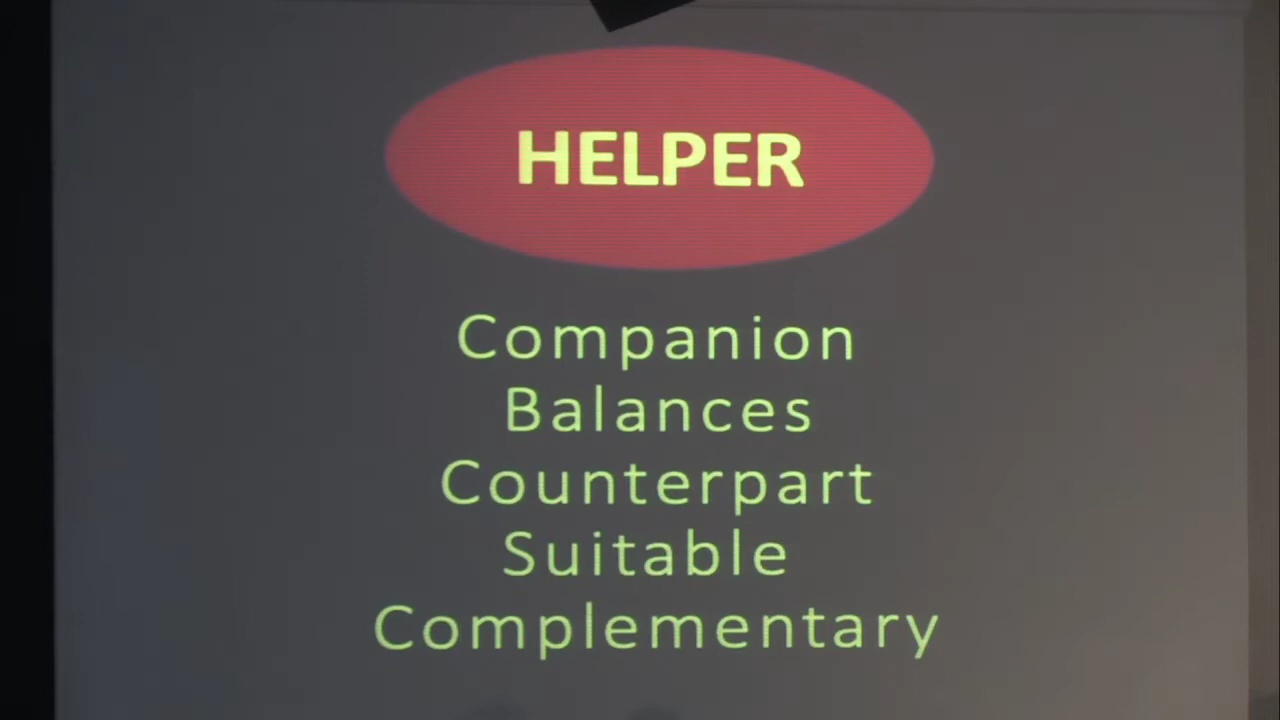 HELPER
Companion
Balances
Counterpart
Suitable
Complementary